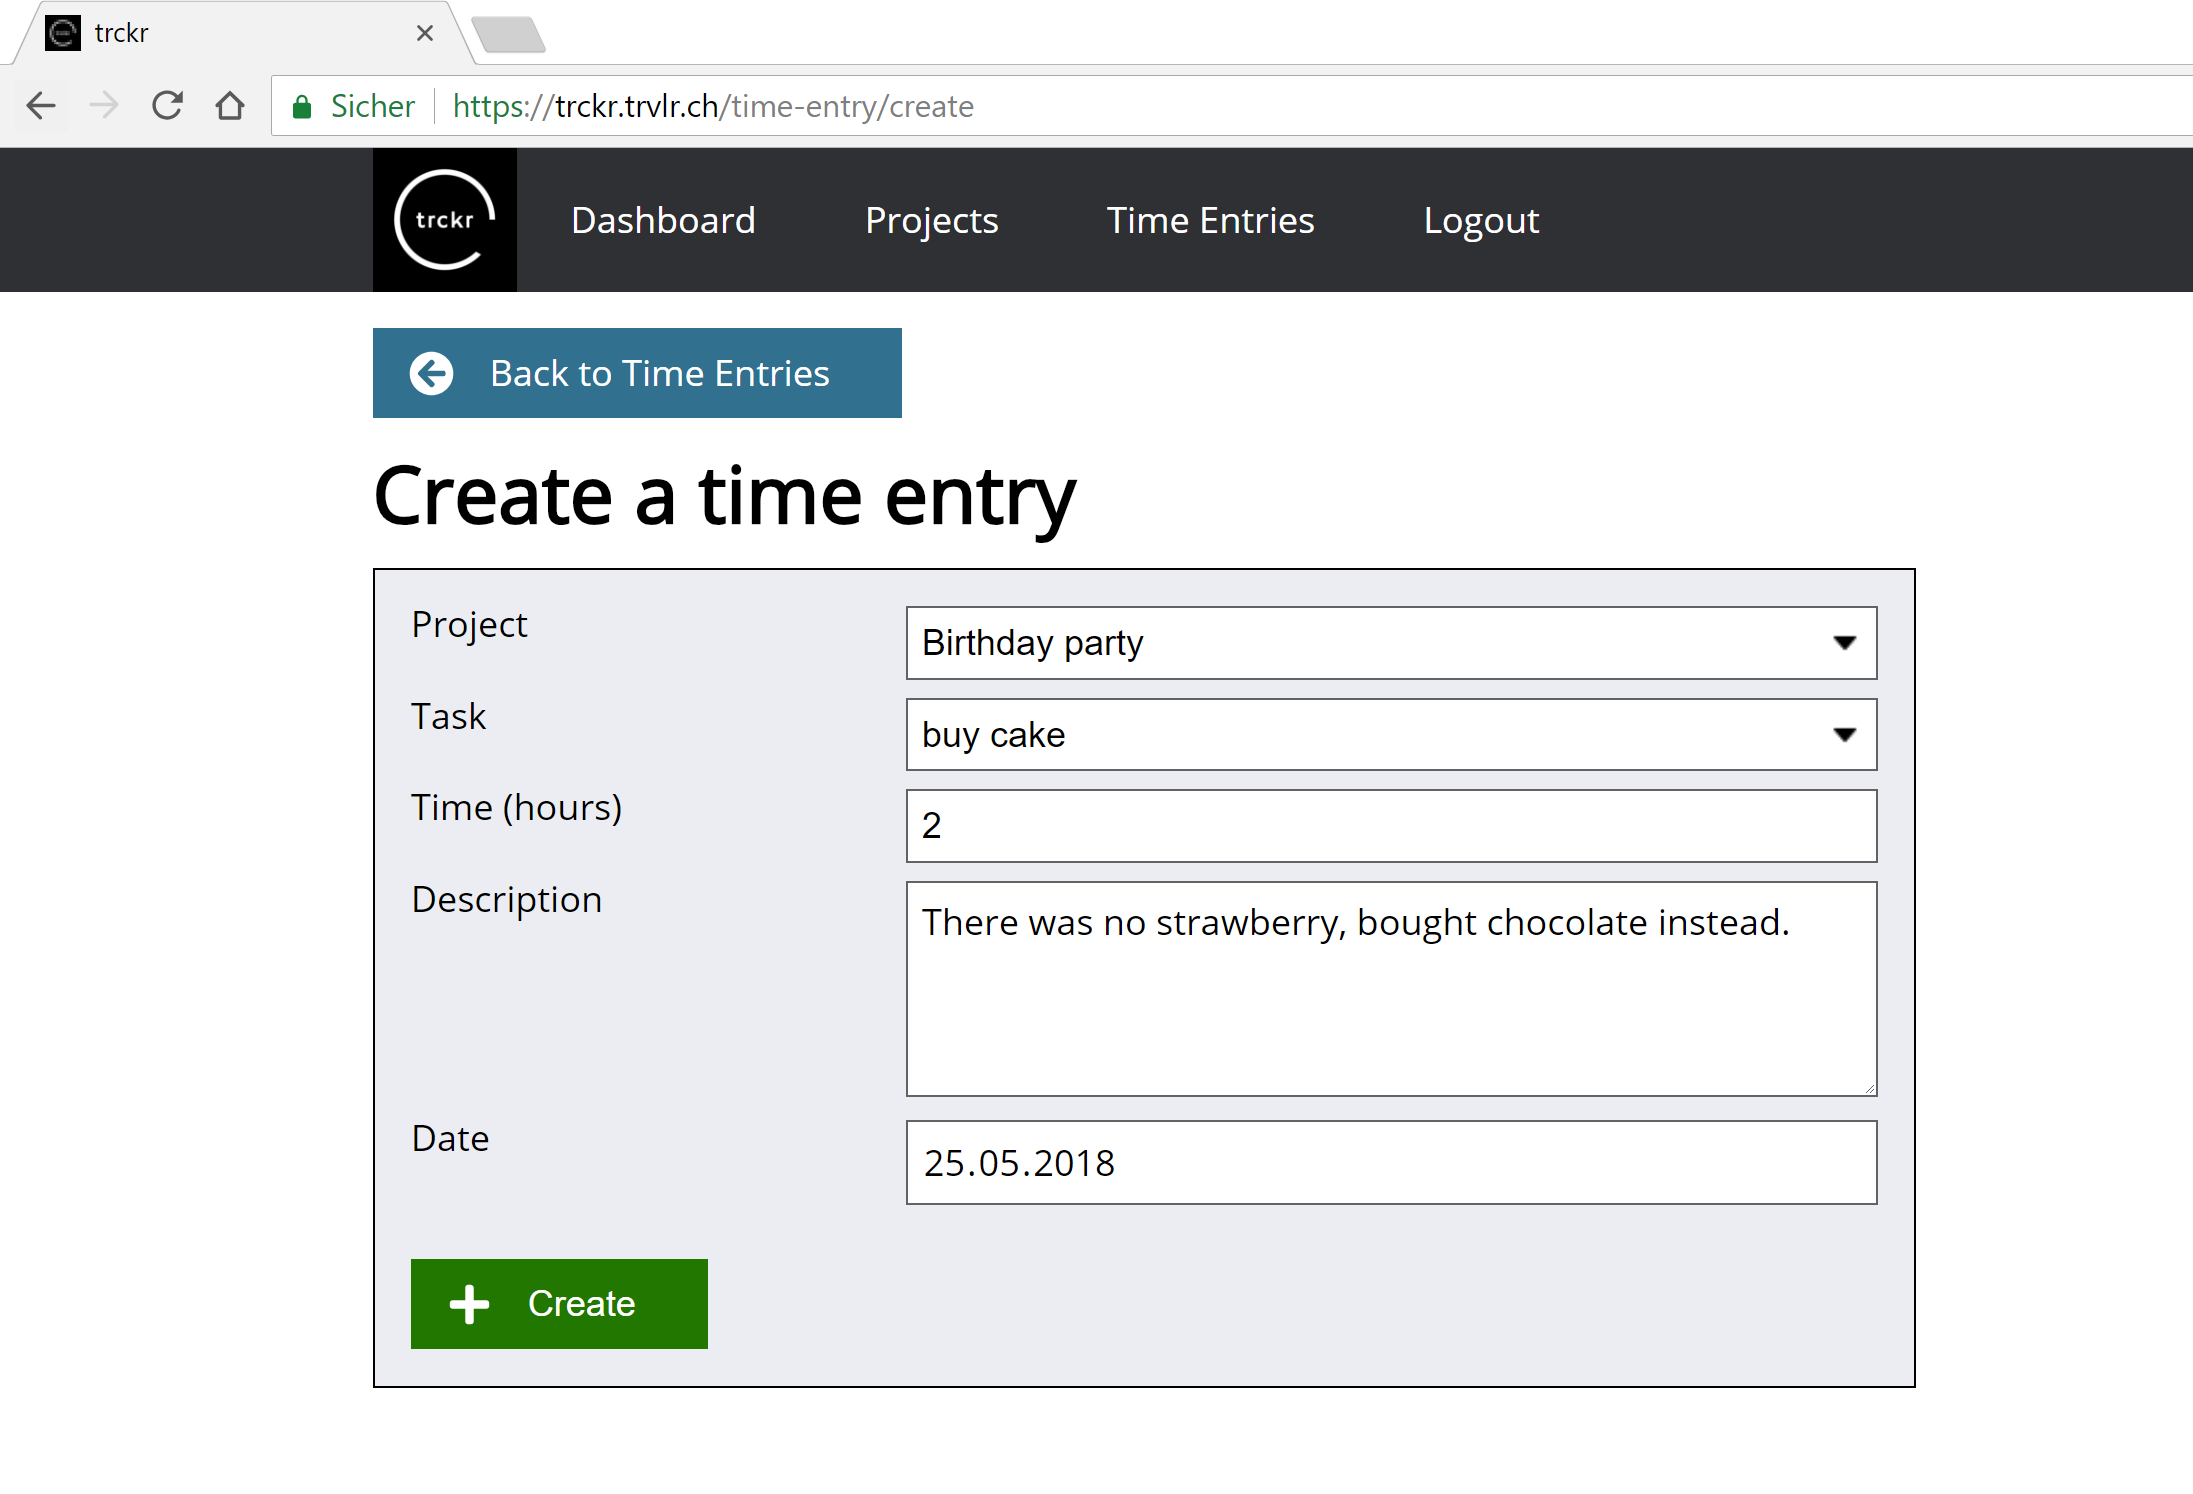 trckr
Sicher https://trckr.trvlr.ch/time-entry/create
trckr Dashboard Projects Time Entries Logout
Back to Time Entries
Create a time entry
Project Birthday party
Task buy cake
Time (hours) 2
Description There was no strawberry, bought chocolate instead.
Date 25.05.2018
Create